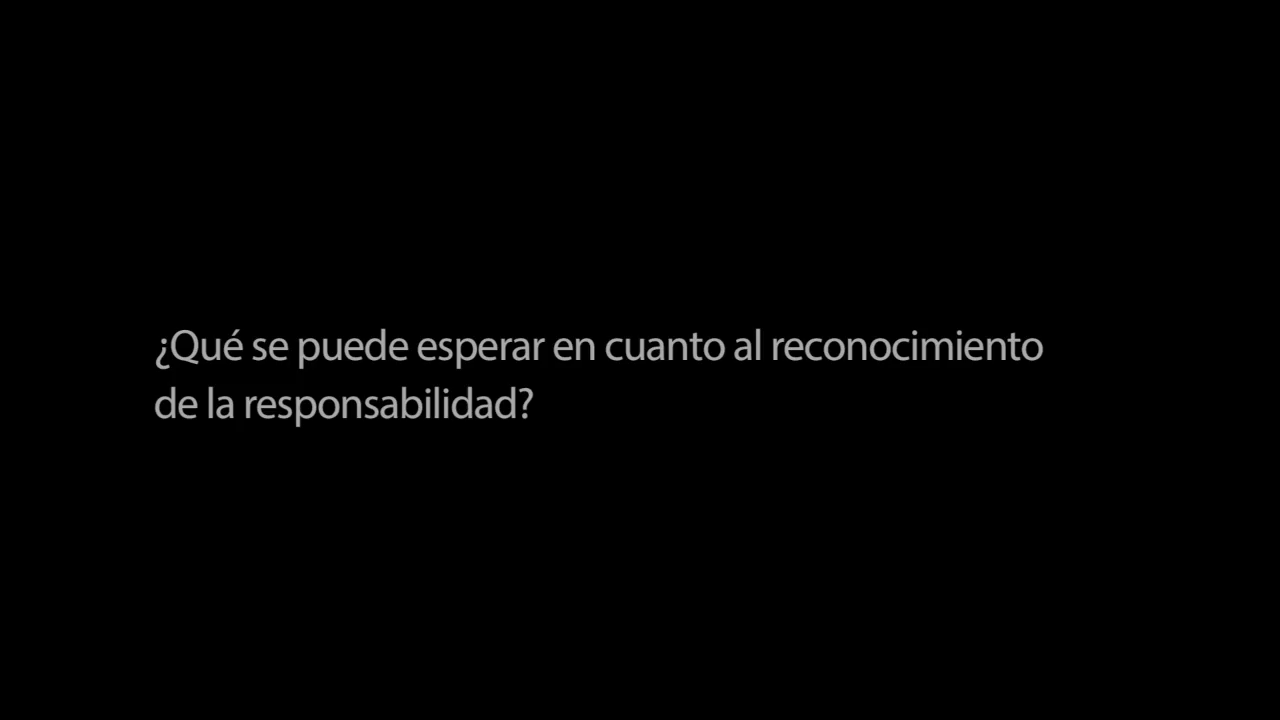 ¿Qué se puede esperar en cuanto al reconocimiento
de la responsabilidad?